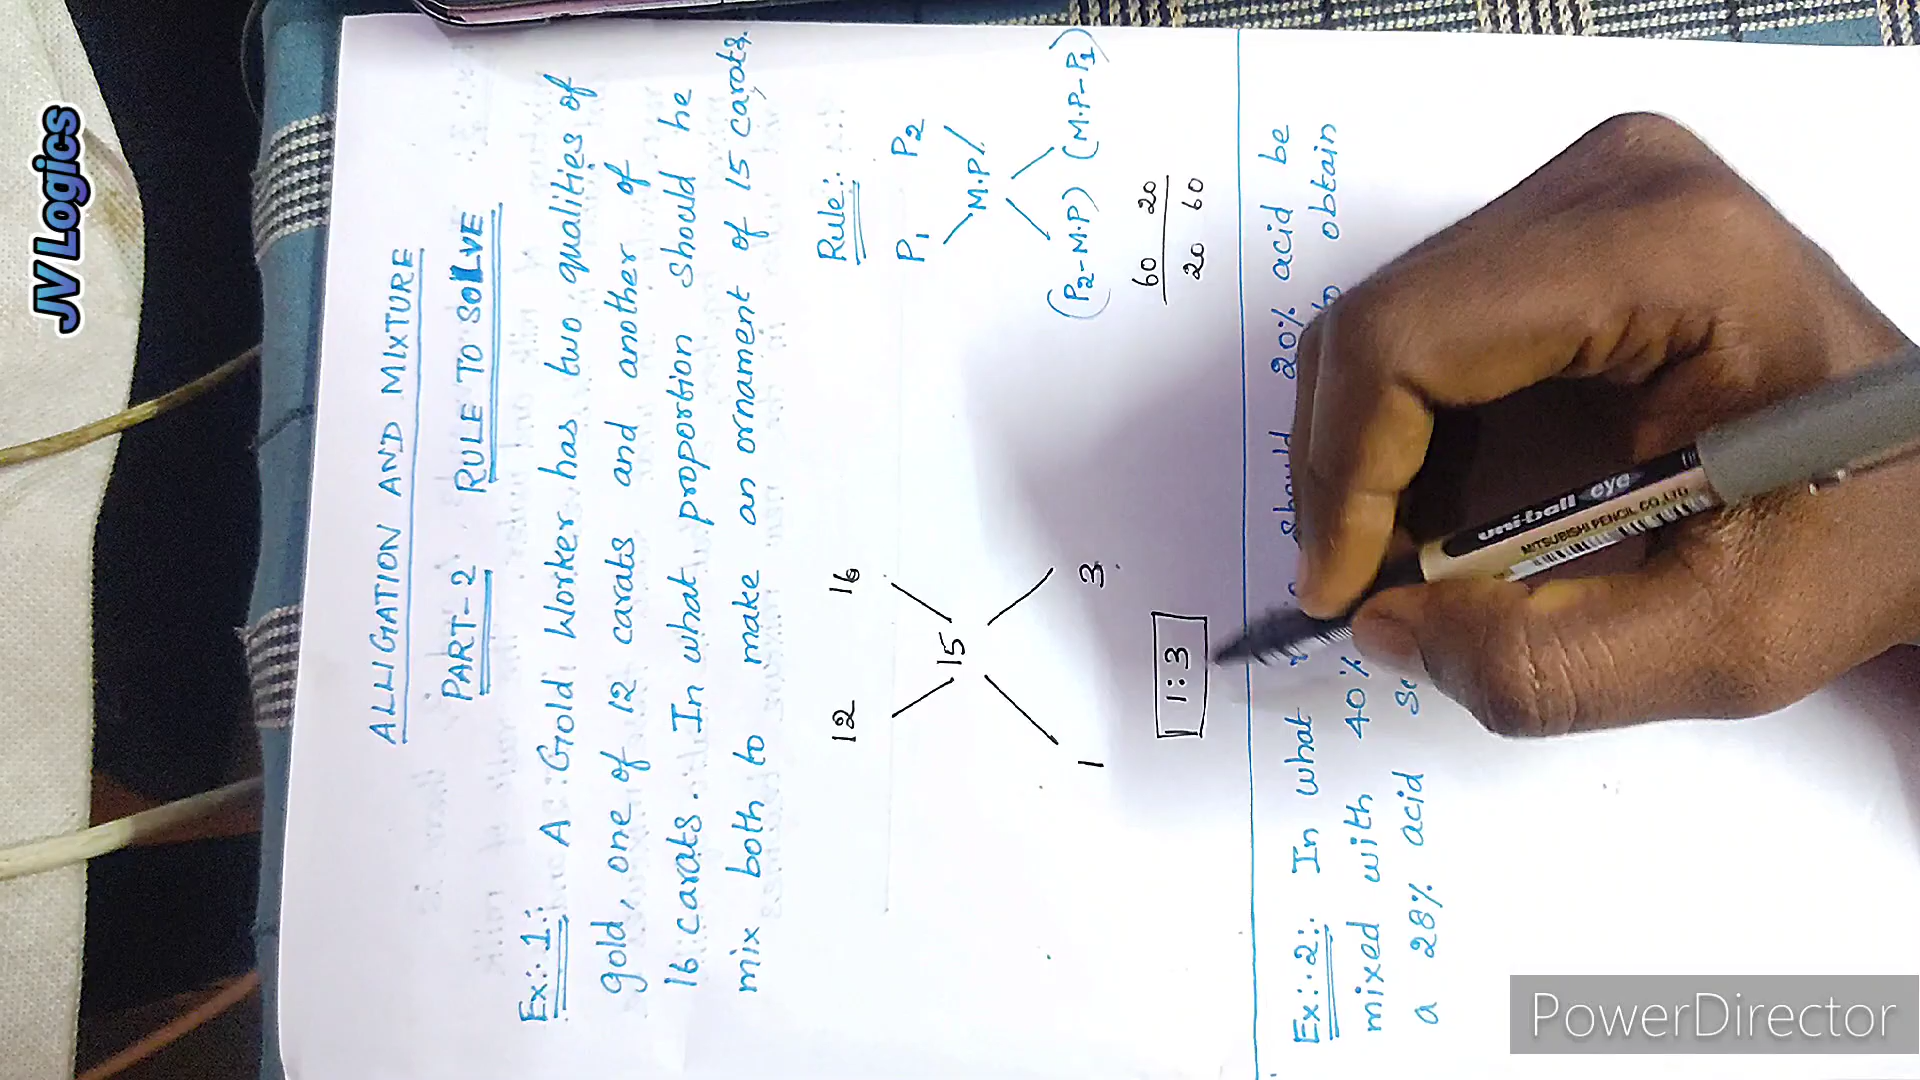 JV Logics
ALLIGATION AND MIXTURE
PART-2 RULE TO SOLVE
Ex:-1: A Gold Worker has two qualities of
gold, one of 12 carats and another of
16 carats. In what proportion should he
mix both to make an ornament of 15 carats.
12 16
15
1 3
1:3
Rule:
P1 P2
M.P
(P2-M.P) (M.P-P1)
60 20
20 60
Ex:-2: In what should 20% acid be
mixed with 40% to obtain
a 28% acid
uni-ball eye
MITSUBISHI PENCIL CO. LTD
PowerDirector